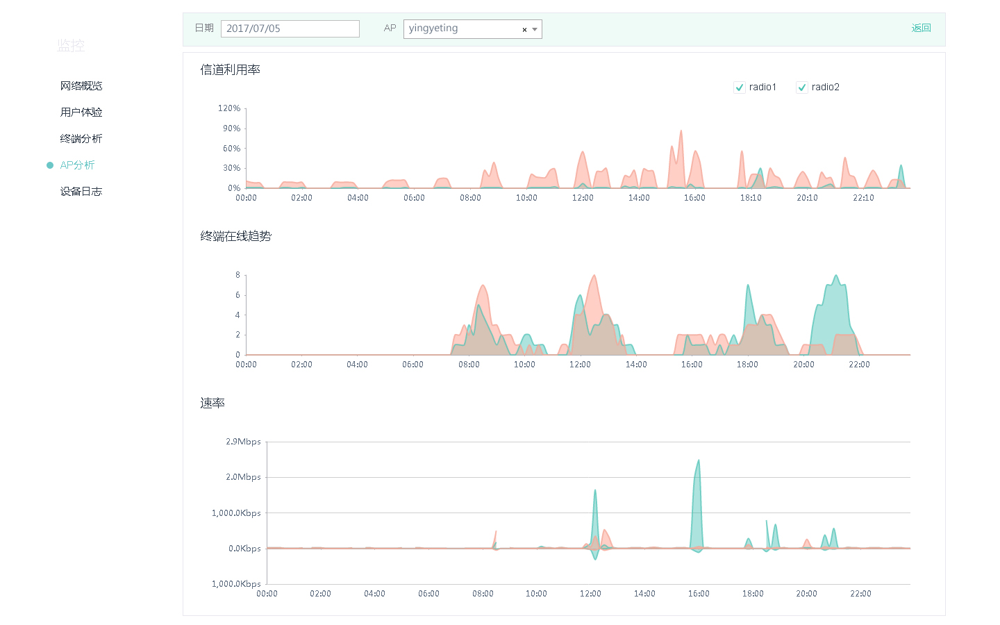 监控
网络概览
用户体验
终端分析
AP分析
设备日志
日期 2017/07/05 AP yingyeting × 返回
信道利用率
radio1 radio2
120%
90%
60%
30%
0%
00:00 02:00 04:00 06:00 08:00 10:00 12:00 14:00 16:00 18:10 20:10 22:10
终端在线趋势
8
6
4
2
0
00:00 02:00 04:00 06:00 08:00 10:00 12:00 14:00 16:00 18:00 20:00 22:00
速率
2.9Mbps
2.0Mbps
1,000.0Kbps
0.0Kbps
1,000.0Kbps
00:00 02:00 04:00 06:00 08:00 10:00 12:00 14:00 16:00 18:00 20:00 22:00